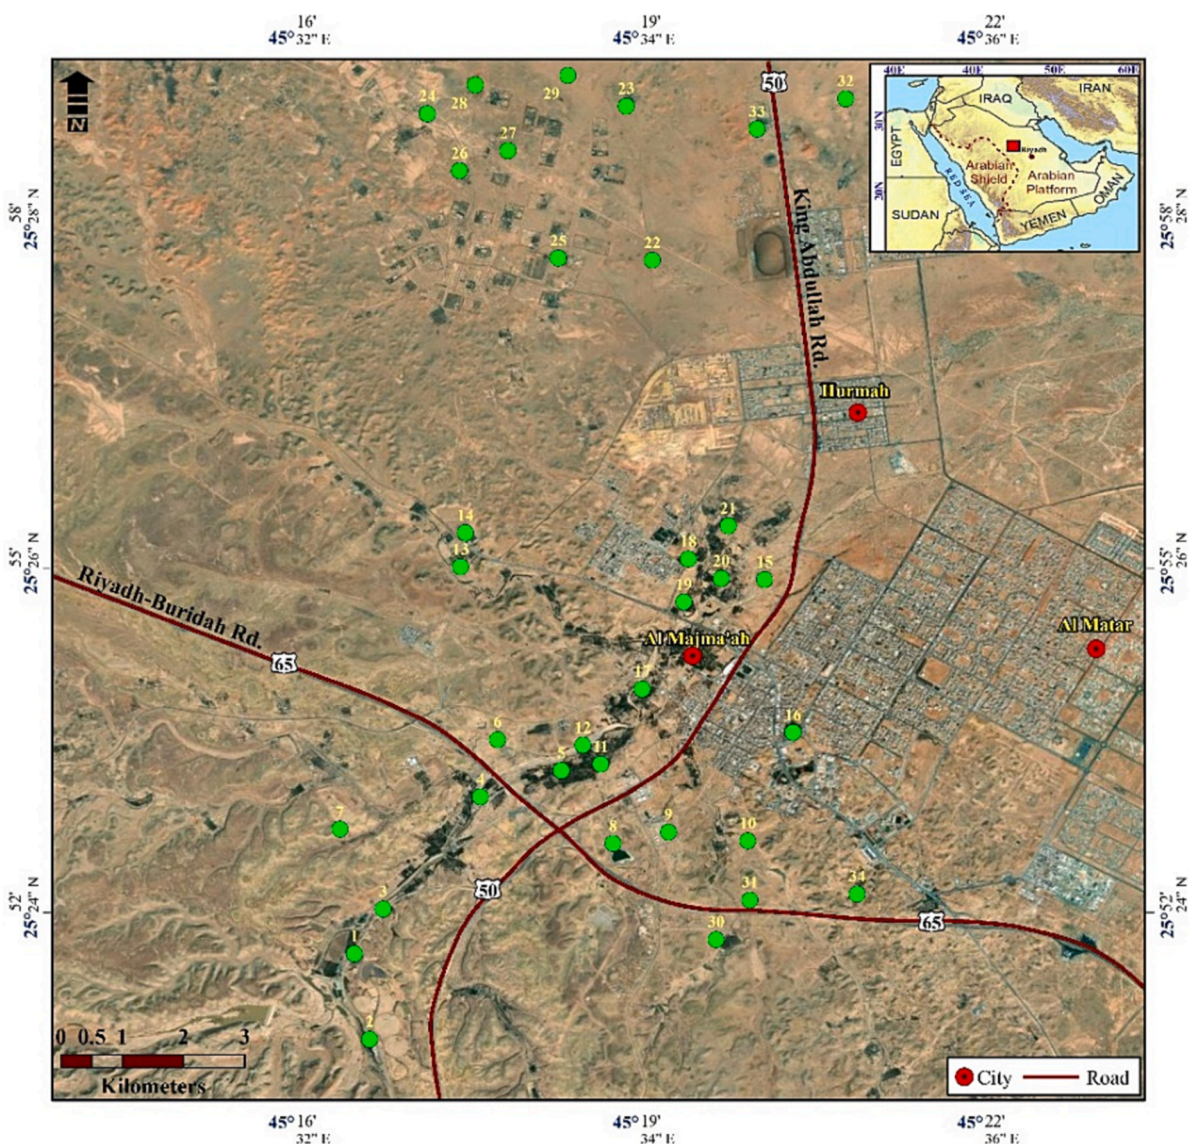 16' 19' 22'
45° 32" E 45° 34" E 45° 36" E
N
50
24 28 29 23 33 32
26 27
25 22
40E 40E 50E 60E
30N
20N
IRAQ
IRAN
EGYPT
Riyadh
Arabian
Shield
Arabian
Platform
RED SEA
OMAN
SUDAN
YEMEN
58'
25° 28" N
58'
25° 28" N
King Abdullah Rd.
Hurmah
14
13
21
18
20 15
19
55'
25° 26" N
55'
25° 26" N
Riyadh-Buridah Rd.
65
Al Majma'ah
Al Matar
17
16
6 12
5 11
4
7
8 9 10
3
31 34
50
65
30
1
2
52'
25° 24" N
52'
25° 24" N
0 0.5 1 2 3
Kilometers
City Road
45° 16' 45° 19' 45° 22'
32" E 34" E 36" E